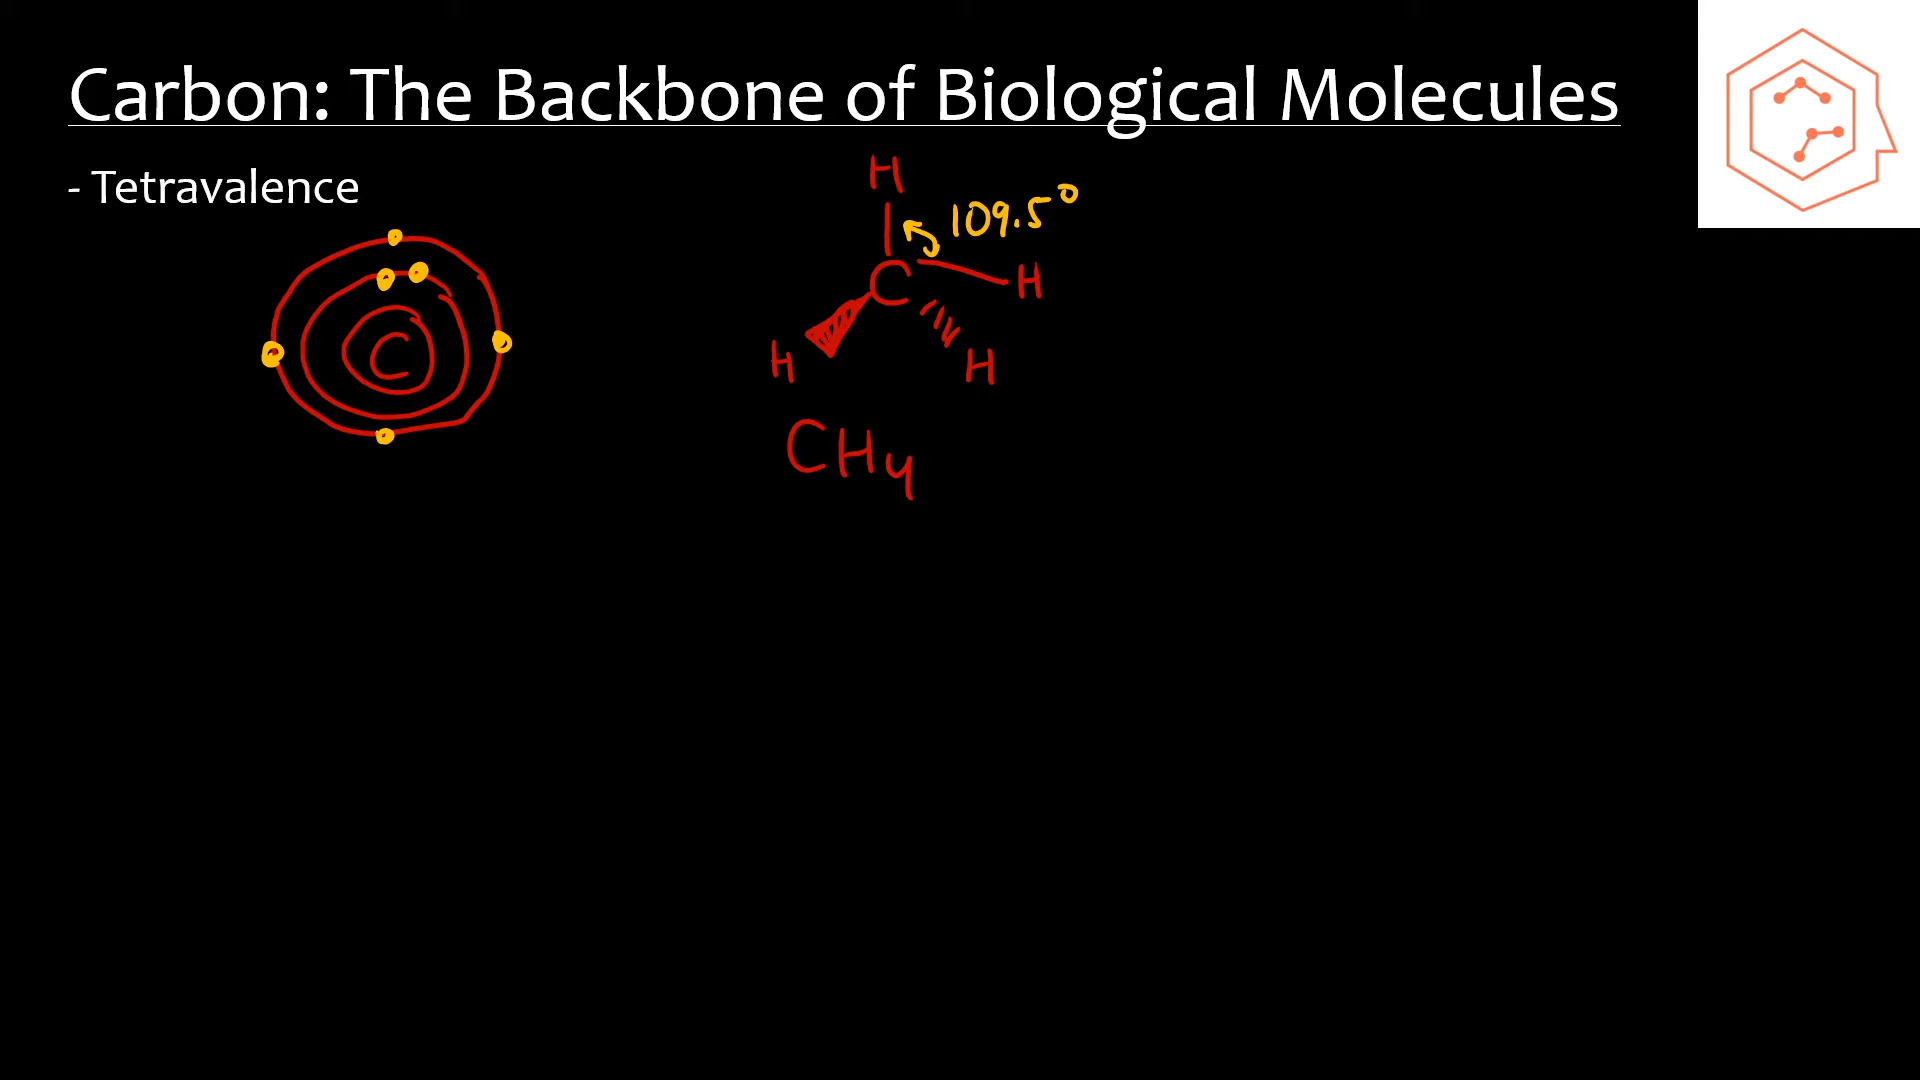 Carbon: The Backbone of Biological Molecules
- Tetravalence
H
109.5°
C
H
C
H
H
CH4